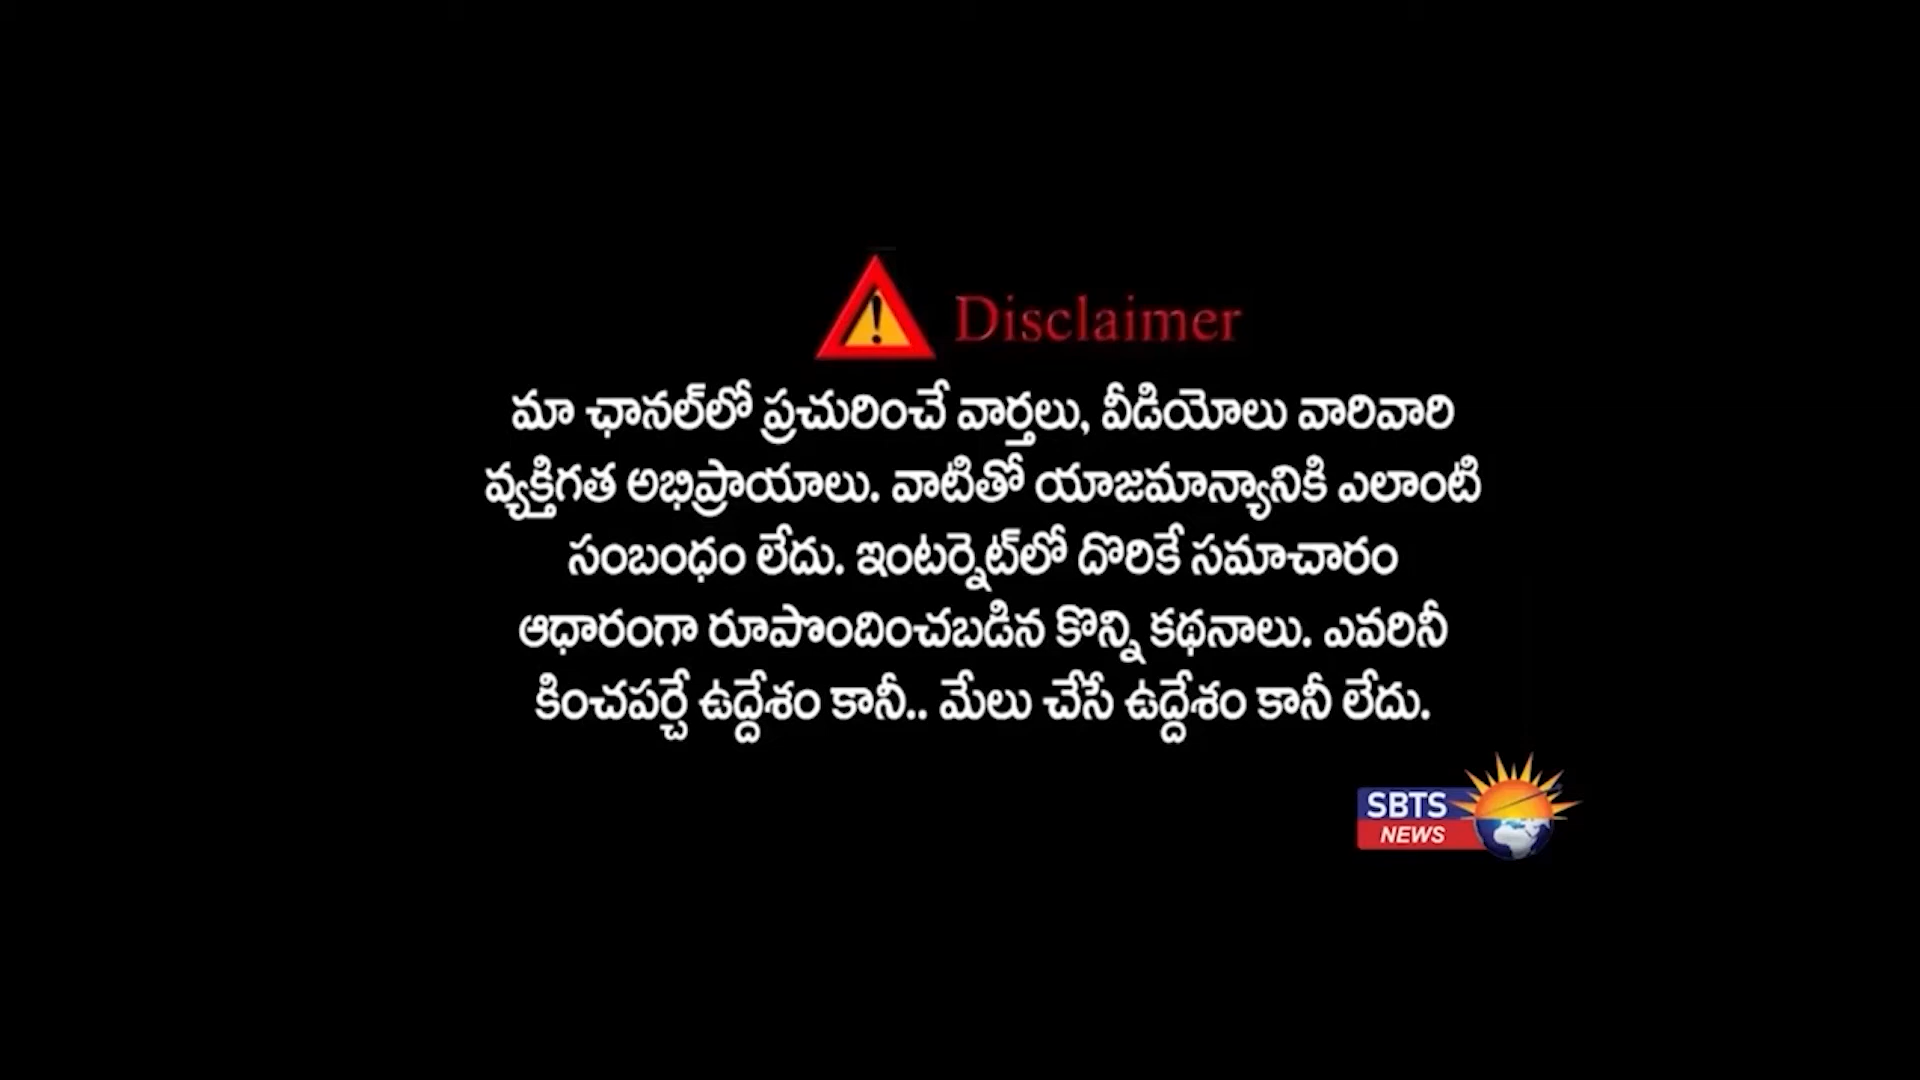 Disclaimer
మా ఛానల్‌లో ప్రచురించే వార్తలు, వీడియోలు వారివారి
వ్యక్తిగత అభిప్రాయాలు. వాటితో యాజమాన్యానికి ఎలాంటి
సంబంధం లేదు. ఇంటర్నెట్‌లో దొరికే సమాచారం
ఆధారంగా రూపొందించబడిన కొన్ని కథనాలు. ఎవరినీ
కించపర్చే ఉద్దేశం కానీ.. మేలు చేసే ఉద్దేశం కానీ లేదు.
SBTS
NEWS